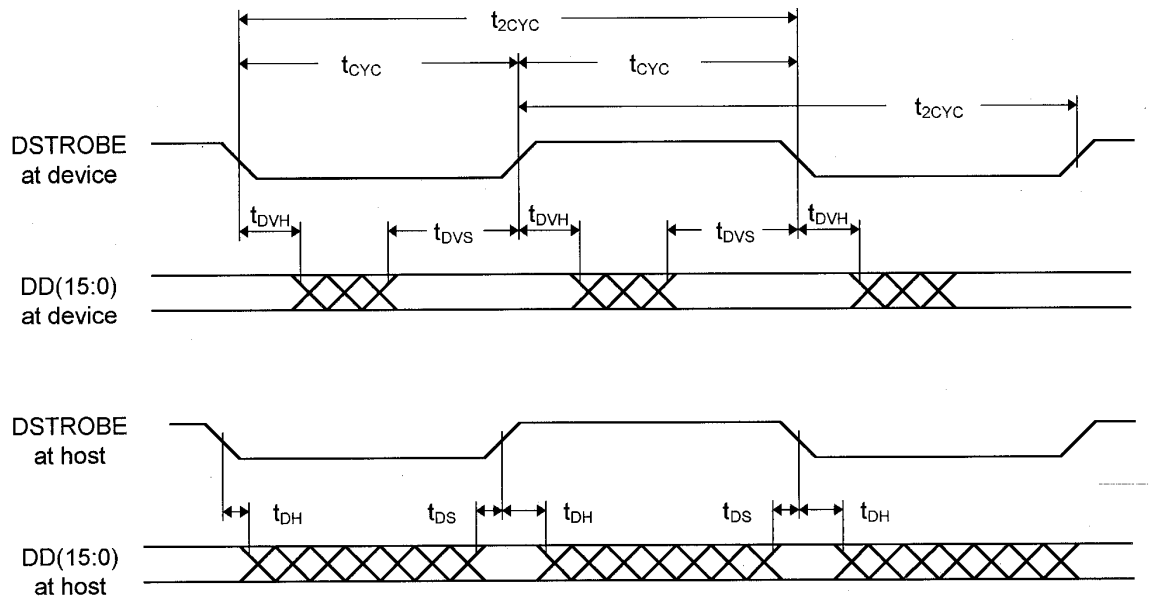 t2CYC
tCYC tCYC
t2CYC
DSTROBE
at device
tDVH tDVS tDVH tDVS tDVH
DD(15:0)
at device
DSTROBE
at host
tDH tDS tDH tDS tDH
DD(15:0)
at host